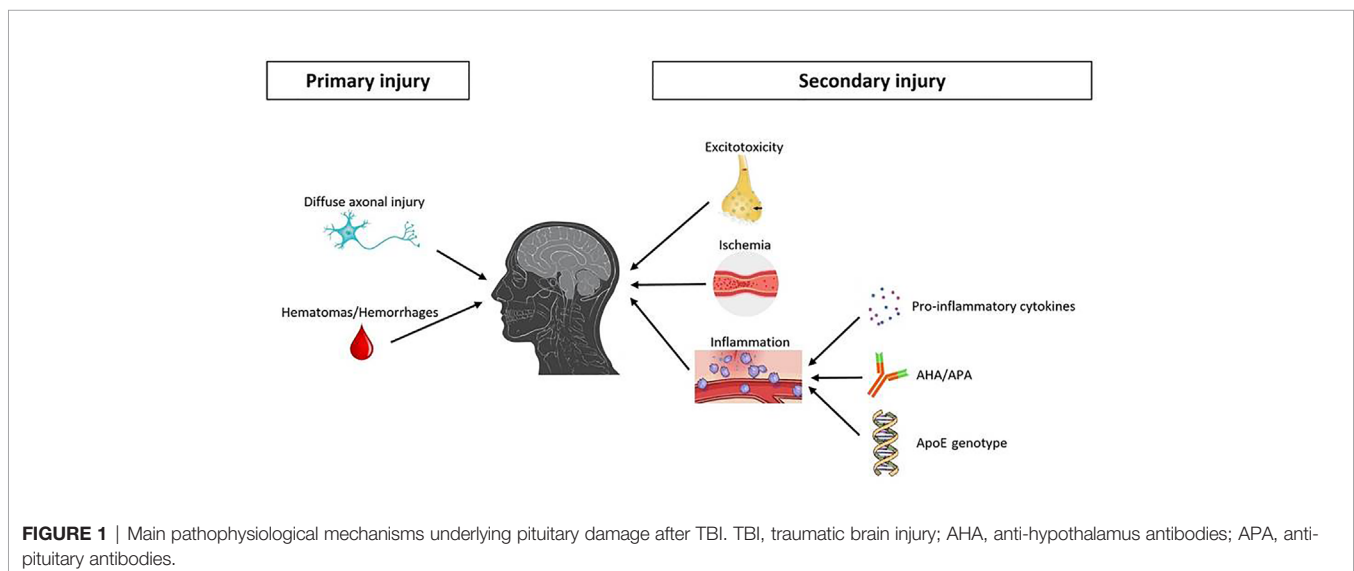 Primary injury
Secondary injury
Excitotoxicity
Diffuse axonal injury
Ischemia
Hematomas/Hemorrhages
Pro-inflammatory cytokines
Inflammation
AHA/APA
ApoE genotype
FIGURE 1 | Main pathophysiological mechanisms underlying pituitary damage after TBI. TBI, traumatic brain injury; AHA, anti-hypothalamus antibodies; APA, anti-
pituitary antibodies.